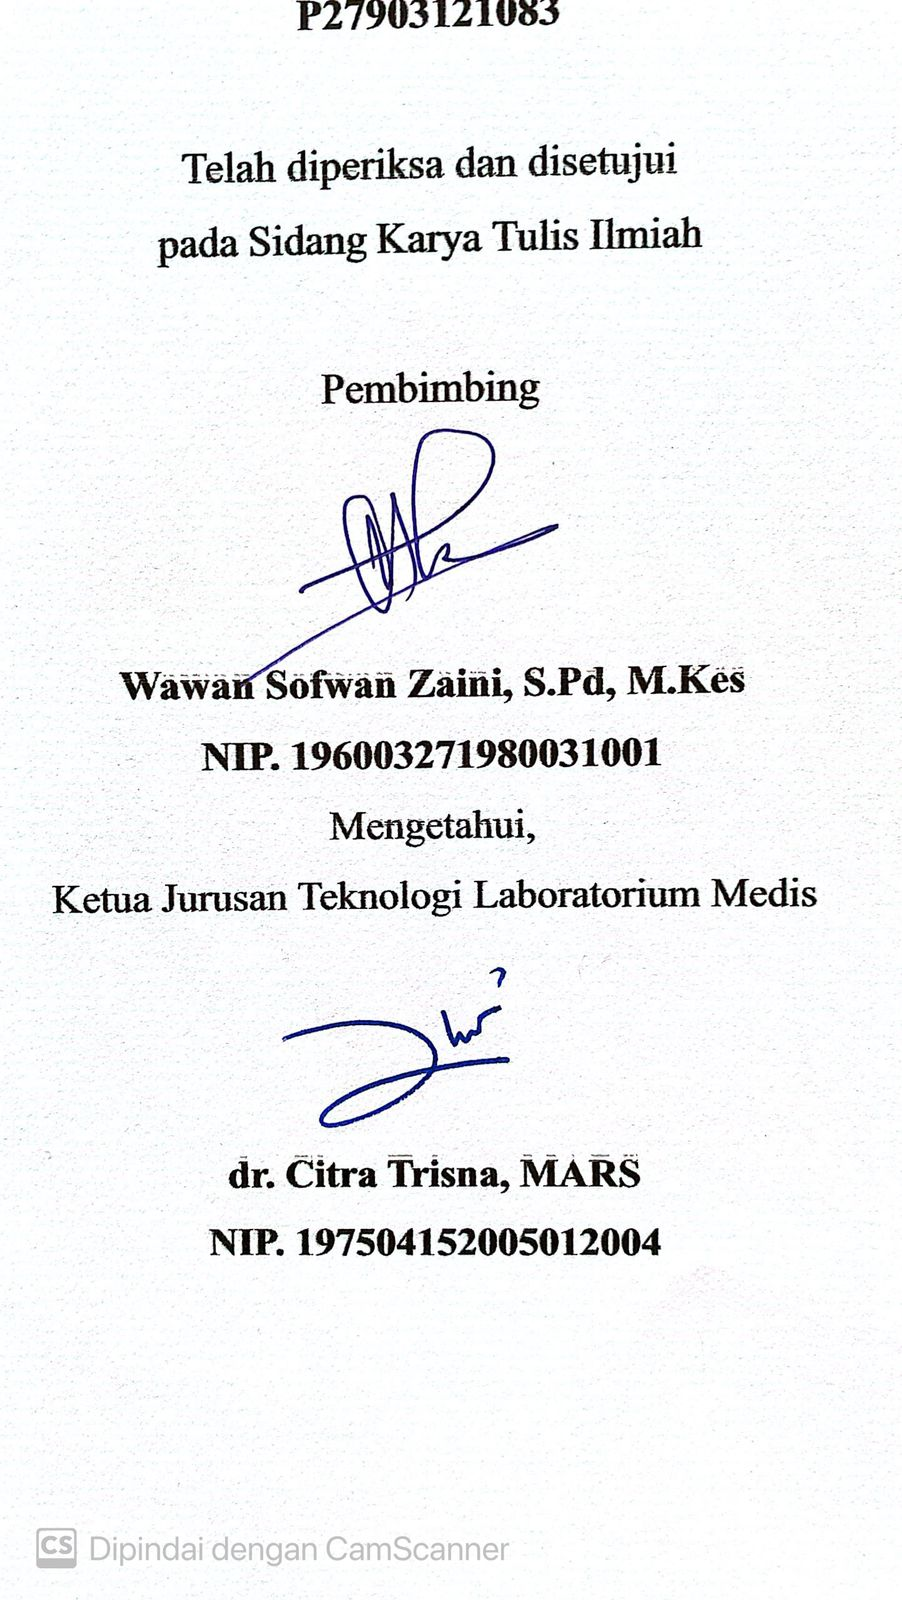 P27903121083
Telah diperiksa dan disetujui
pada Sidang Karya Tulis Ilmiah
Pembimbing
Wawan Sofwan Zaini, S.Pd, M.Kes
NIP. 196003271980031001
Mengetahui,
Ketua Jurusan Teknologi Laboratorium Medis
dr. Citra Trisna, MARS
NIP. 197504152005012004
CS Dipindai dengan CamScanner